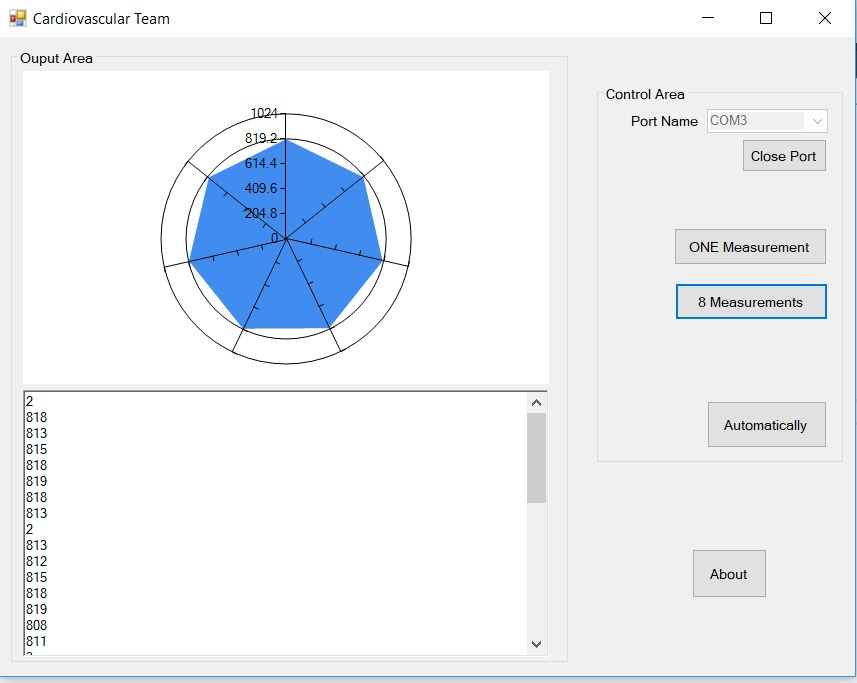 Cardiovascular Team
Ouput Area
1024
819.2
614.4
409.6
204.8
0
2
818
813
815
818
819
818
813
2
813
812
815
818
819
808
811
Control Area
Port Name COM3
Close Port
ONE Measurement
8 Measurements
Automatically
About